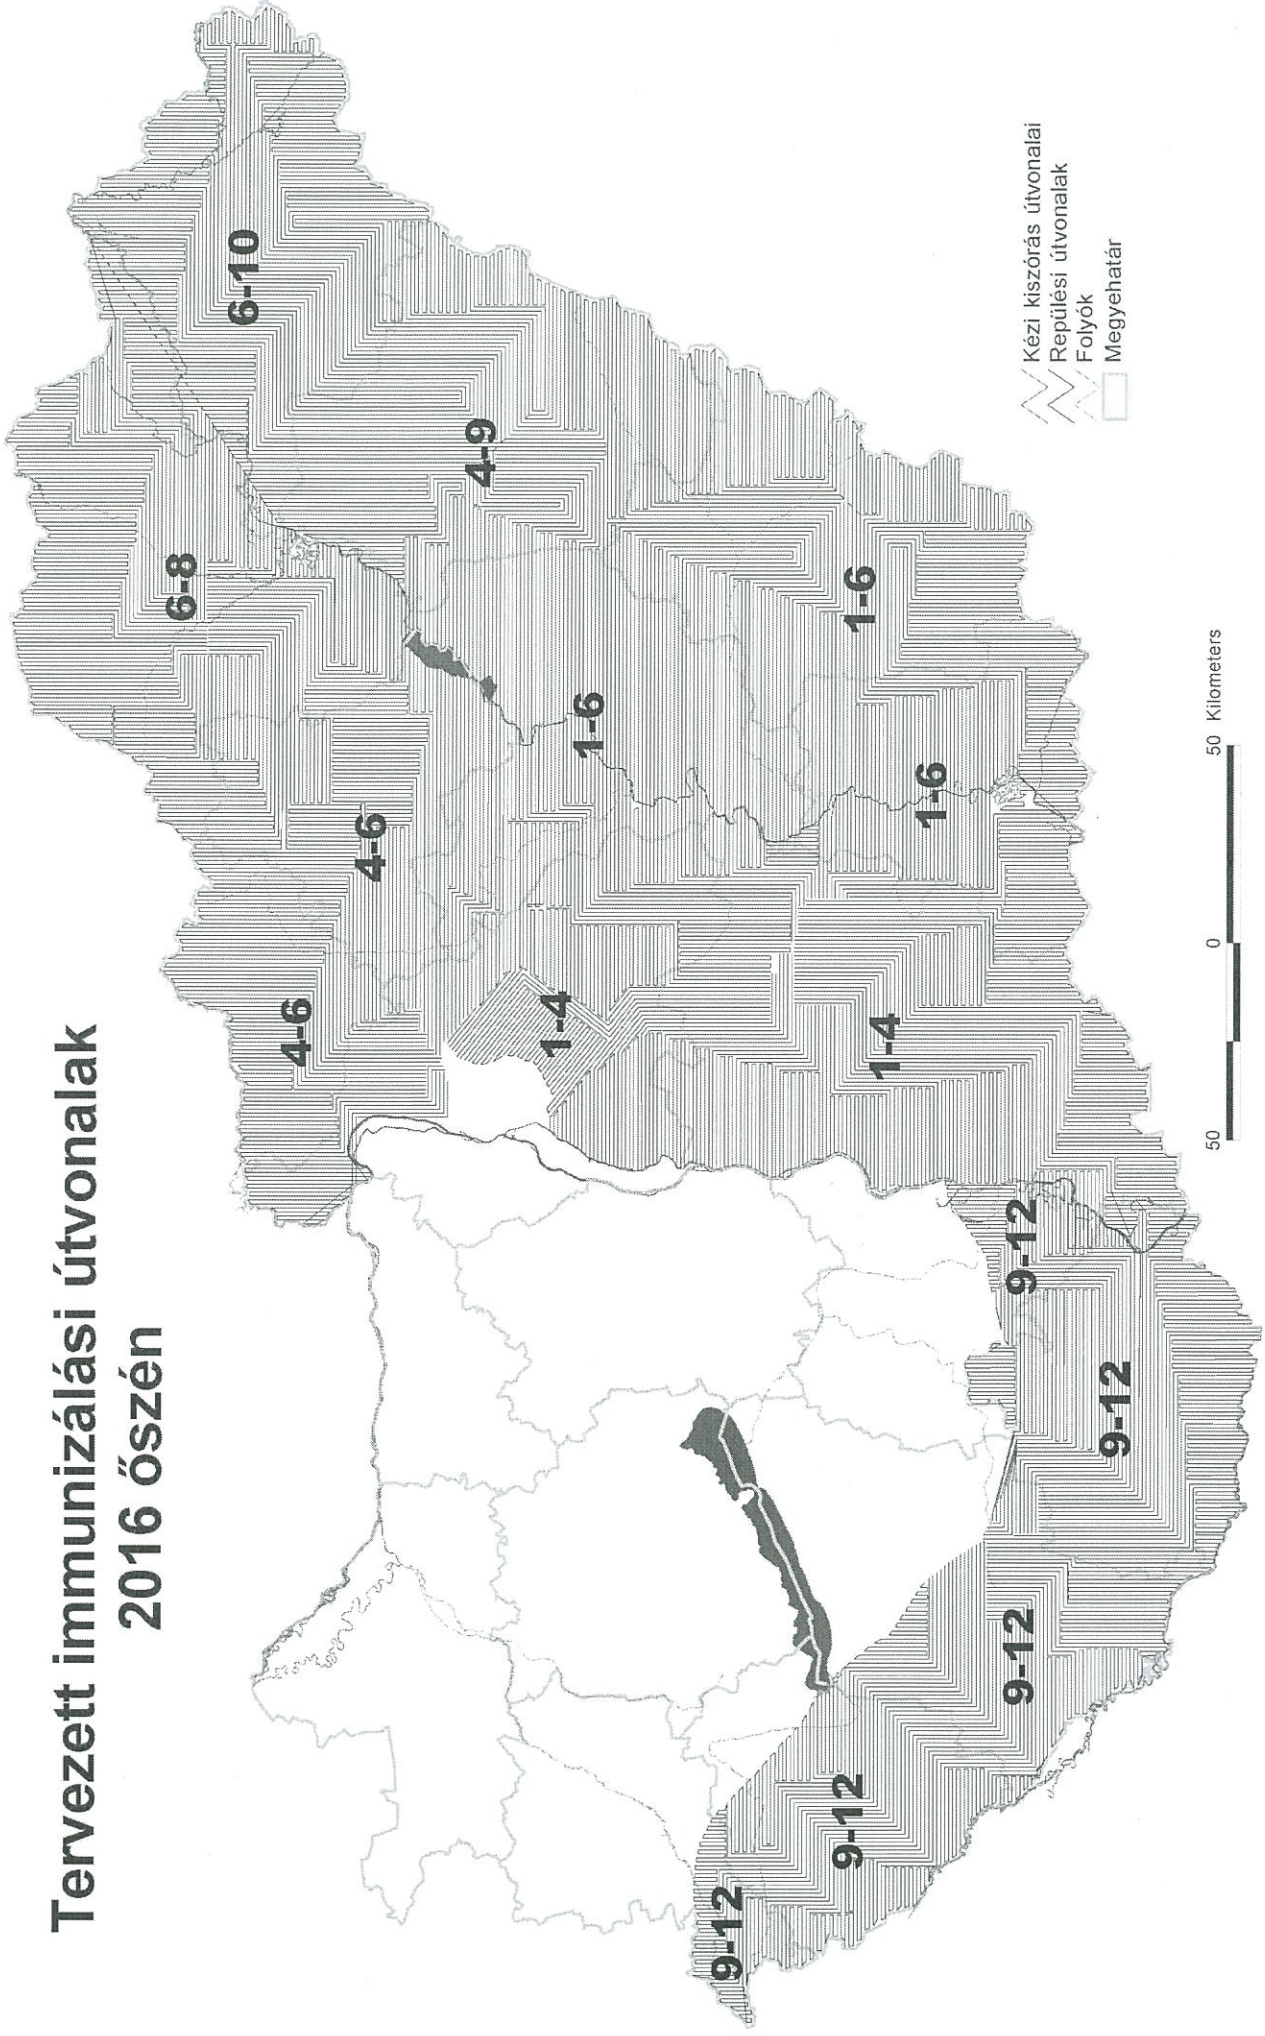 Tervezett immunizálási útvonalak
2016 őszén
6-8
6-10
4-6
4-6
4-9
1-4
1-6
9-12
9-12
1-6
1-4
1-6
9-12
9-12
9-12
Kézi kiszórás útvonalai
Repülési útvonalak
Folyók
Megyehatár
50 0 50 Kilometers